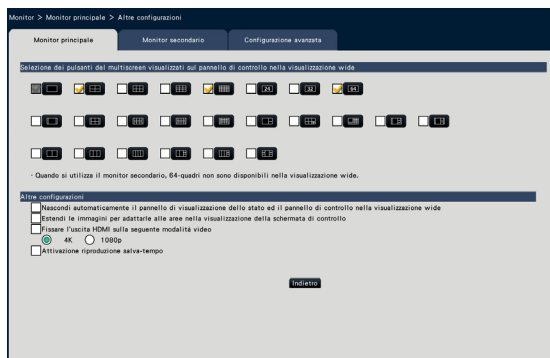 Monitor > Monitor principale > Altre configurazioni
Monitor principale
Monitor secondario
Configurazione avanzata
Selezione dei pulsanti del multiscreen visualizzati sul pannello di controllo nella visualizzazione wide
24
32
64
· Quando si utilizza il monitor secondario, 64-quadri non sono disponibili nella visualizzazione wide.
Altre configurazioni
Nascondi automaticamente il pannello di visualizzazione dello stato ed il pannello di controllo nella visualizzazione wide
Estendi le immagini per adattarle alle aree nella visualizzazione della schermata di controllo
Fissare l'uscita HDMI sulla seguente modalità video
4K 1080p
Attivazione riproduzione salva-tempo
Indietro